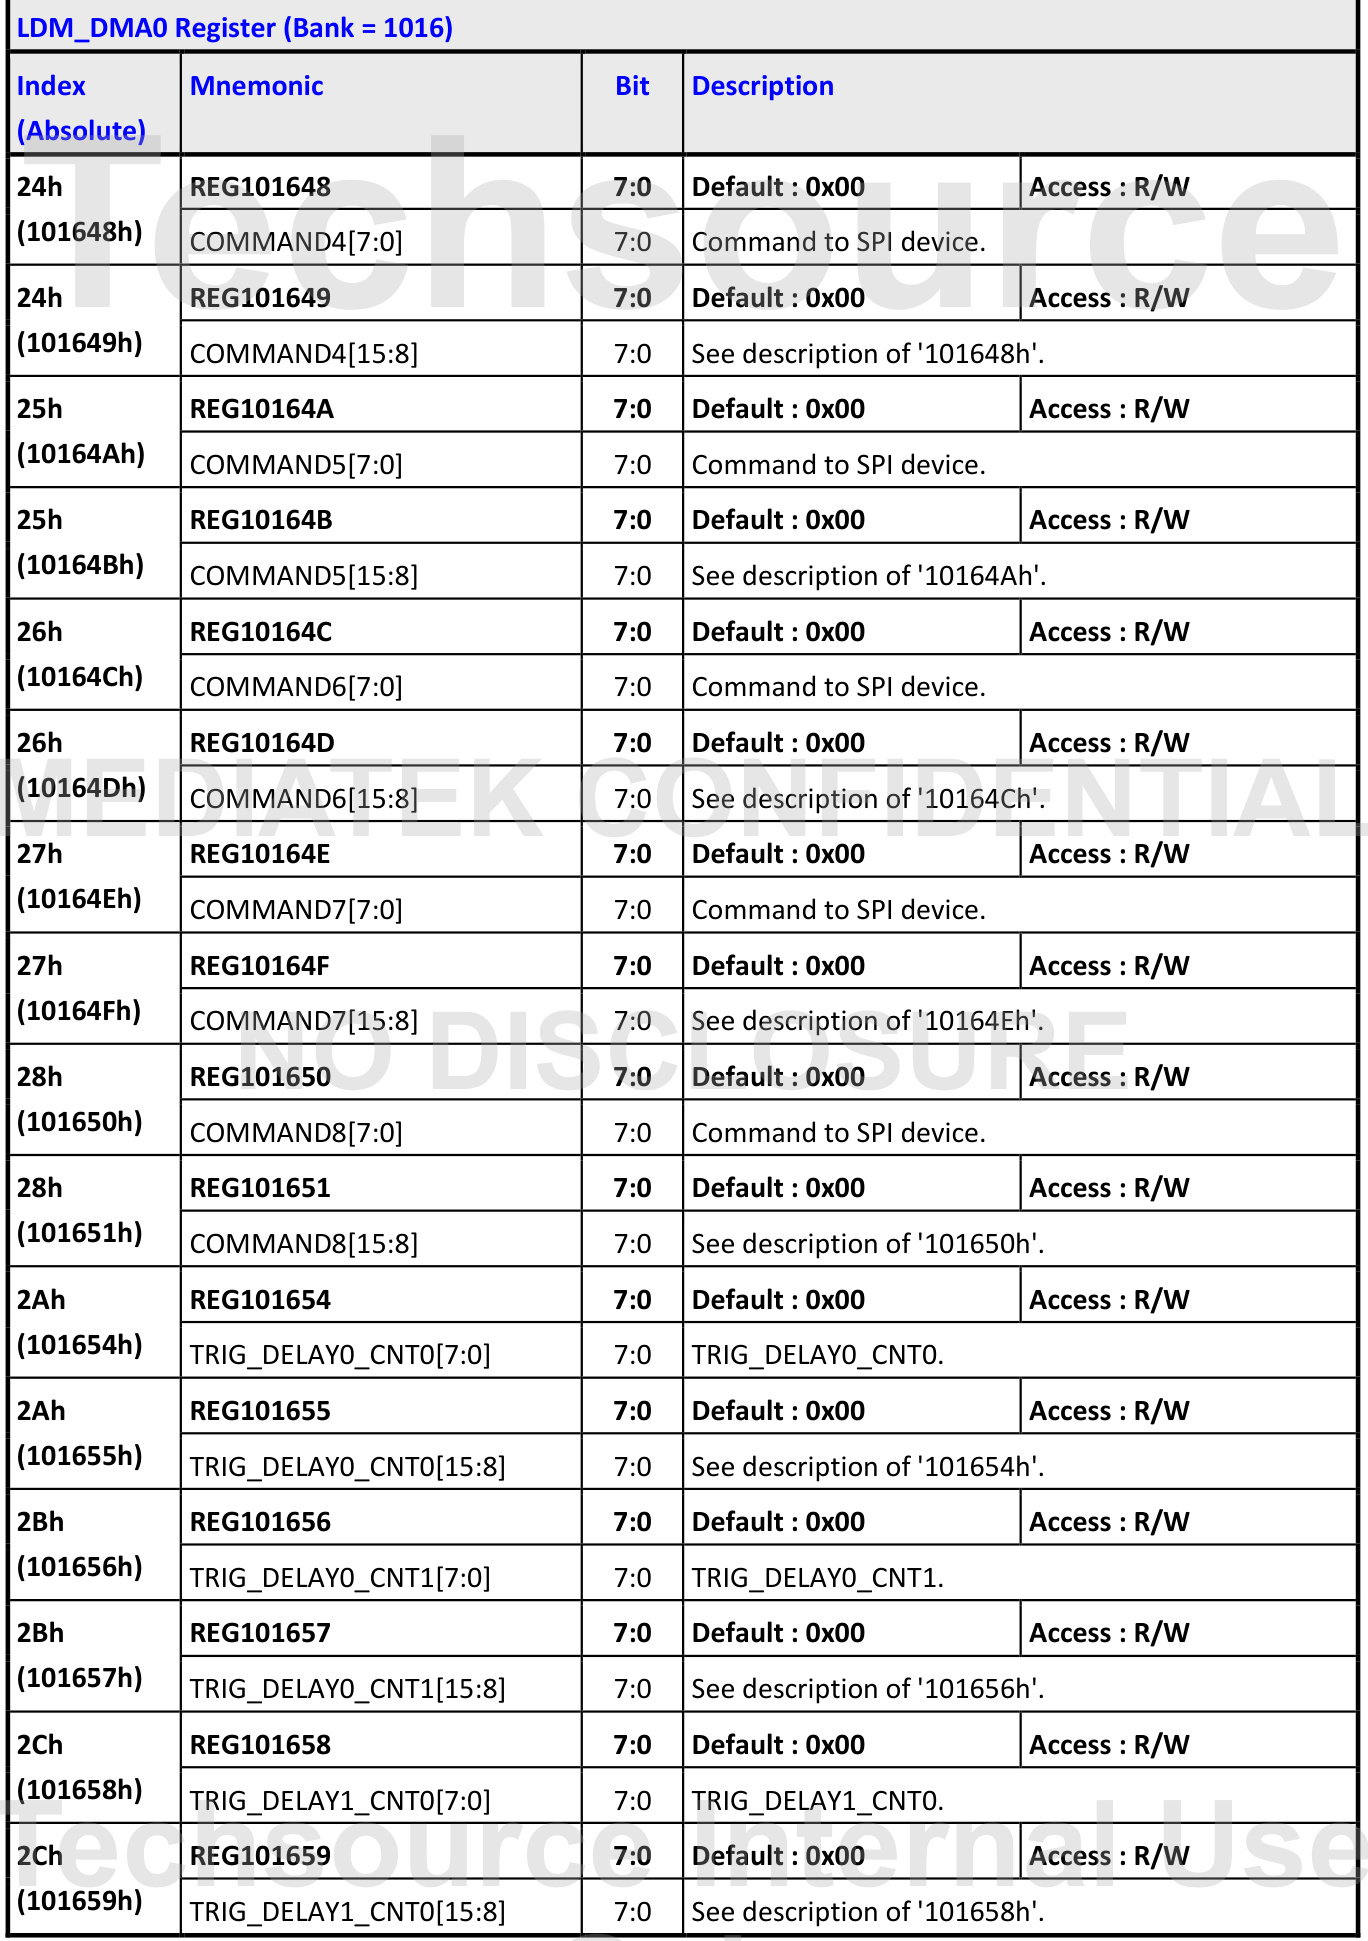 LDM_DMA0 Register (Bank = 1016)
Index (Absolute) Mnemonic Bit Description
24h (101648h) REG101648 7:0 Default : 0x00 Access : R/W
COMMAND4[7:0] 7:0 Command to SPI device.
24h (101649h) REG101649 7:0 Default : 0x00 Access : R/W
COMMAND4[15:8] 7:0 See description of '101648h'.
25h (10164Ah) REG10164A 7:0 Default : 0x00 Access : R/W
COMMAND5[7:0] 7:0 Command to SPI device.
25h (10164Bh) REG10164B 7:0 Default : 0x00 Access : R/W
COMMAND5[15:8] 7:0 See description of '10164Ah'.
26h (10164Ch) REG10164C 7:0 Default : 0x00 Access : R/W
COMMAND6[7:0] 7:0 Command to SPI device.
26h (10164Dh) REG10164D 7:0 Default : 0x00 Access : R/W
COMMAND6[15:8] 7:0 See description of '10164Ch'.
27h (10164Eh) REG10164E 7:0 Default : 0x00 Access : R/W
COMMAND7[7:0] 7:0 Command to SPI device.
27h (10164Fh) REG10164F 7:0 Default : 0x00 Access : R/W
COMMAND7[15:8] 7:0 See description of '10164Eh'.
28h (101650h) REG101650 7:0 Default : 0x00 Access : R/W
COMMAND8[7:0] 7:0 Command to SPI device.
28h (101651h) REG101651 7:0 Default : 0x00 Access : R/W
COMMAND8[15:8] 7:0 See description of '101650h'.
2Ah (101654h) REG101654 7:0 Default : 0x00 Access : R/W
TRIG_DELAY0_CNT0[7:0] 7:0 TRIG_DELAY0_CNT0.
2Ah (101655h) REG101655 7:0 Default : 0x00 Access : R/W
TRIG_DELAY0_CNT0[15:8] 7:0 See description of '101654h'.
2Bh (101656h) REG101656 7:0 Default : 0x00 Access : R/W
TRIG_DELAY0_CNT1[7:0] 7:0 TRIG_DELAY0_CNT1.
2Bh (101657h) REG101657 7:0 Default : 0x00 Access : R/W
TRIG_DELAY0_CNT1[15:8] 7:0 See description of '101656h'.
2Ch (101658h) REG101658 7:0 Default : 0x00 Access : R/W
TRIG_DELAY1_CNT0[7:0] 7:0 TRIG_DELAY1_CNT0.
2Ch (101659h) REG101659 7:0 Default : 0x00 Access : R/W
TRIG_DELAY1_CNT0[15:8] 7:0 See description of '101658h'.
Techsource
MEDIATEK CONFIDENTIAL
NO DISCLOSURE
Techsource Internal Use